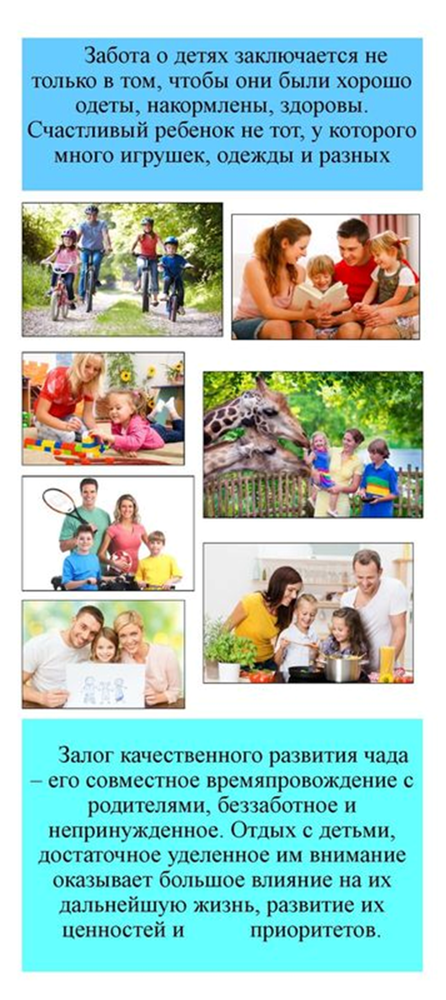 Забота о детях заключается не
только в том, чтобы они были хорошо
одеты, накормлены, здоровы.
Счастливый ребенок не тот, у которого
много игрушек, одежды и разных
Залог качественного развития чада
– его совместное времяпровождение с
родителями, беззаботное и
непринужденное. Отдых с детьми,
достаточное уделенное им внимание
оказывает большое влияние на их
дальнейшую жизнь, развитие их
ценностей и приоритетов.